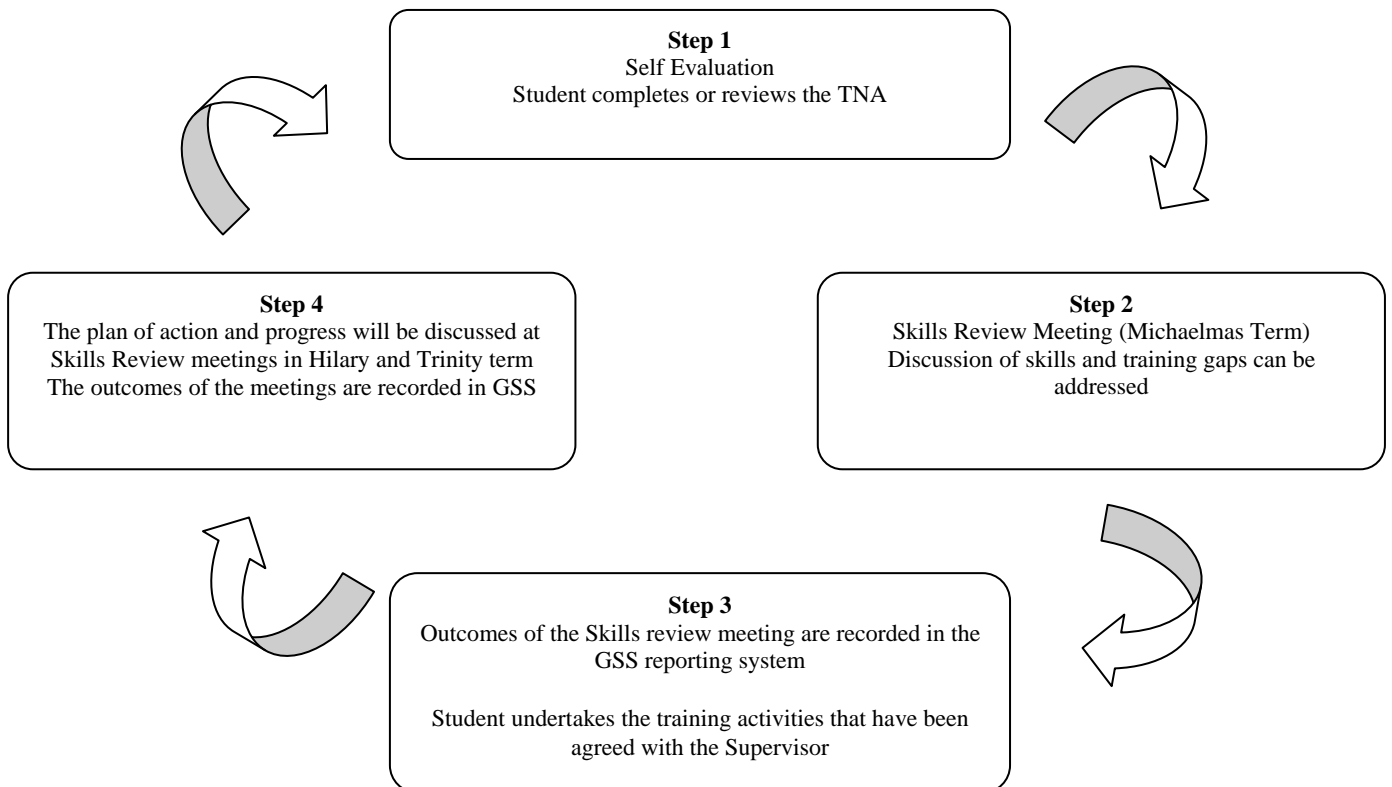 Step 1
Self Evaluation
Student completes or reviews the TNA
Step 2
Skills Review Meeting (Michaelmas Term)
Discussion of skills and training gaps can be
addressed
Step 3
Outcomes of the Skills review meeting are recorded in the
GSS reporting system
Student undertakes the training activities that have been
agreed with the Supervisor
Step 4
The plan of action and progress will be discussed at
Skills Review meetings in Hilary and Trinity term
The outcomes of the meetings are recorded in GSS